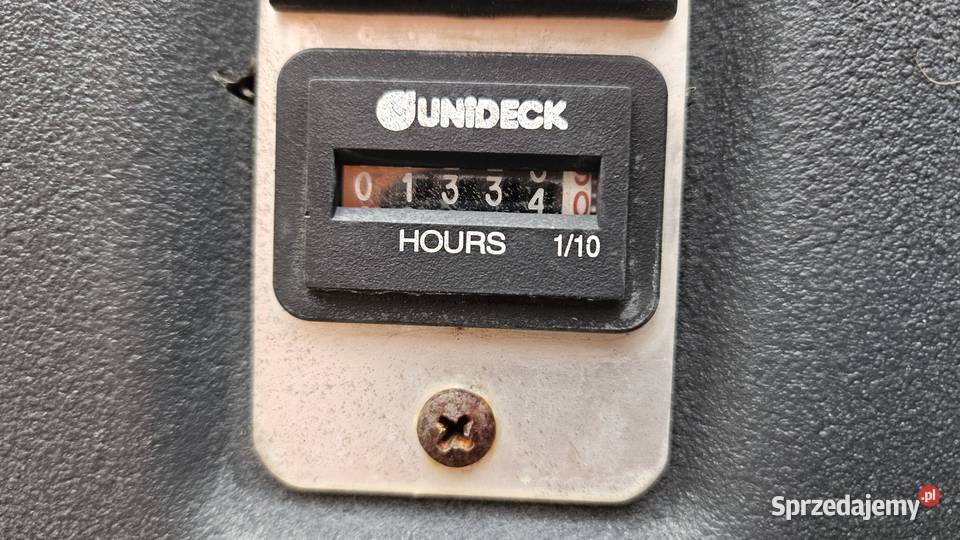 UNiDECK
0 1 3 3 4 0
HOURS 1/10
Sprzedajemy.pl